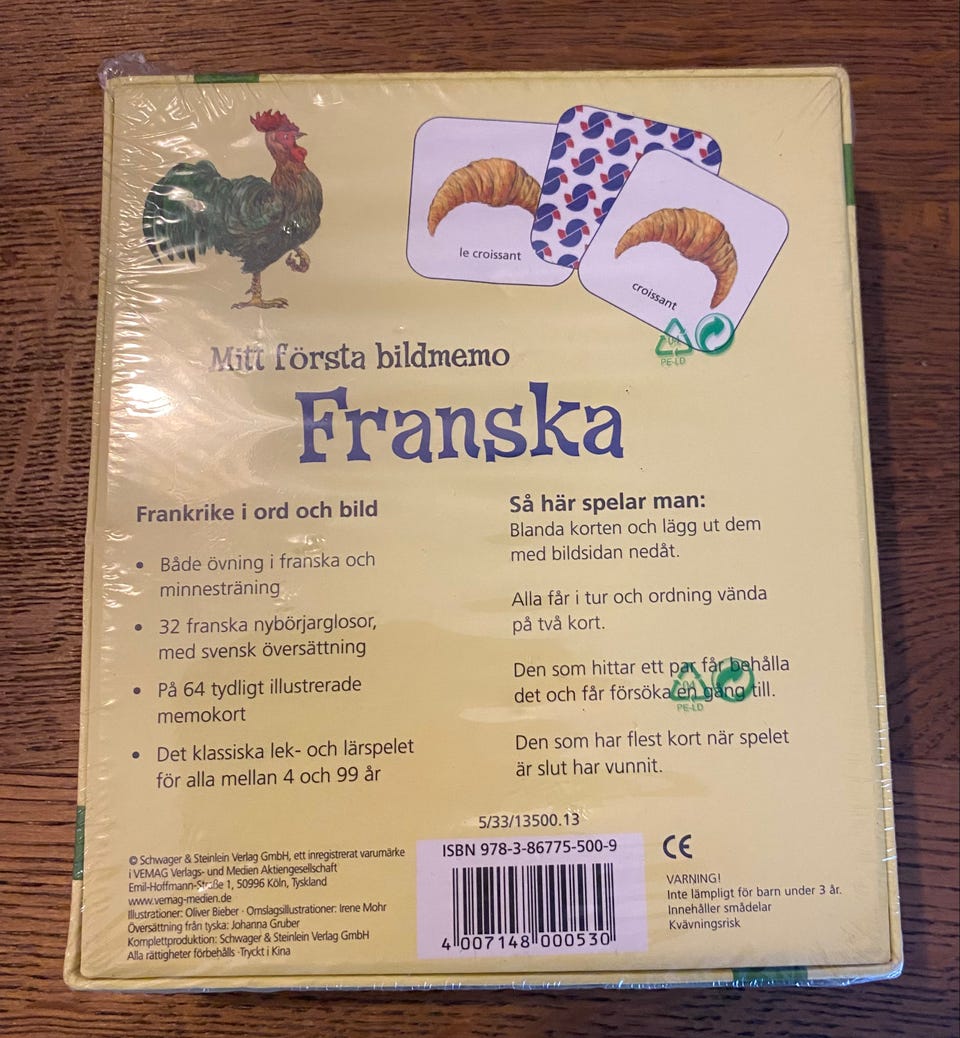 le croissant
croissant
04
PE-LD
Mitt första bildmemo
Franska
Frankrike i ord och bild
• Både övning i franska och
minnesträning
• 32 franska nybörjarglosor,
med svensk översättning
• På 64 tydligt illustrerade
memokort
• Det klassiska lek- och lärspelet
för alla mellan 4 och 99 år
Så här spelar man:
Blanda korten och lägg ut dem
med bildsidan nedåt.
Alla får i tur och ordning vända
på två kort.
Den som hittar ett par får behålla
det och får försöka en gång till.
04
PE-LD
Den som har flest kort när spelet
är slut har vunnit.
© Schwager & Steinlein Verlag GmbH, ett inregistrerat varumärke
i VEMAG Verlags- und Medien Aktiengesellschaft
Emil-Hoffmann-Straße 1, 50996 Köln, Tyskland
www.vemag-medien.de
Illustrationer: Oliver Bieber · Omslagsillustrationer: Irene Mohr
Översättning från tyska: Johanna Gruber
Komplettproduktion: Schwager & Steinlein Verlag GmbH
Alla rättigheter förbehålls · Tryckt i Kina
5/33/13500.13
ISBN 978-3-86775-500-9
4 007148 000530
CE
VARNING!
Inte lämpligt för barn under 3 år.
Innehåller smådelar
Kvävningsrisk